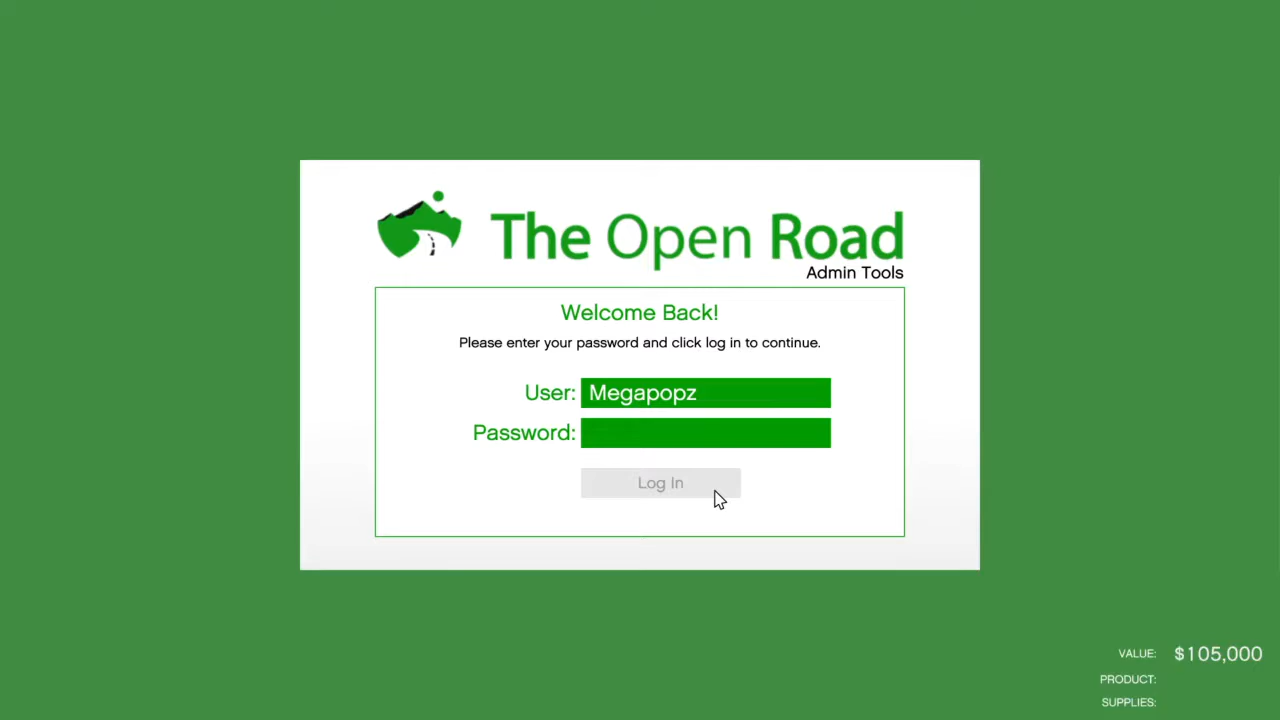 The Open Road
Admin Tools
Welcome Back!
Please enter your password and click log in to continue.
User: Megapopz
Password:
Log In
VALUE: $105,000
PRODUCT:
SUPPLIES: